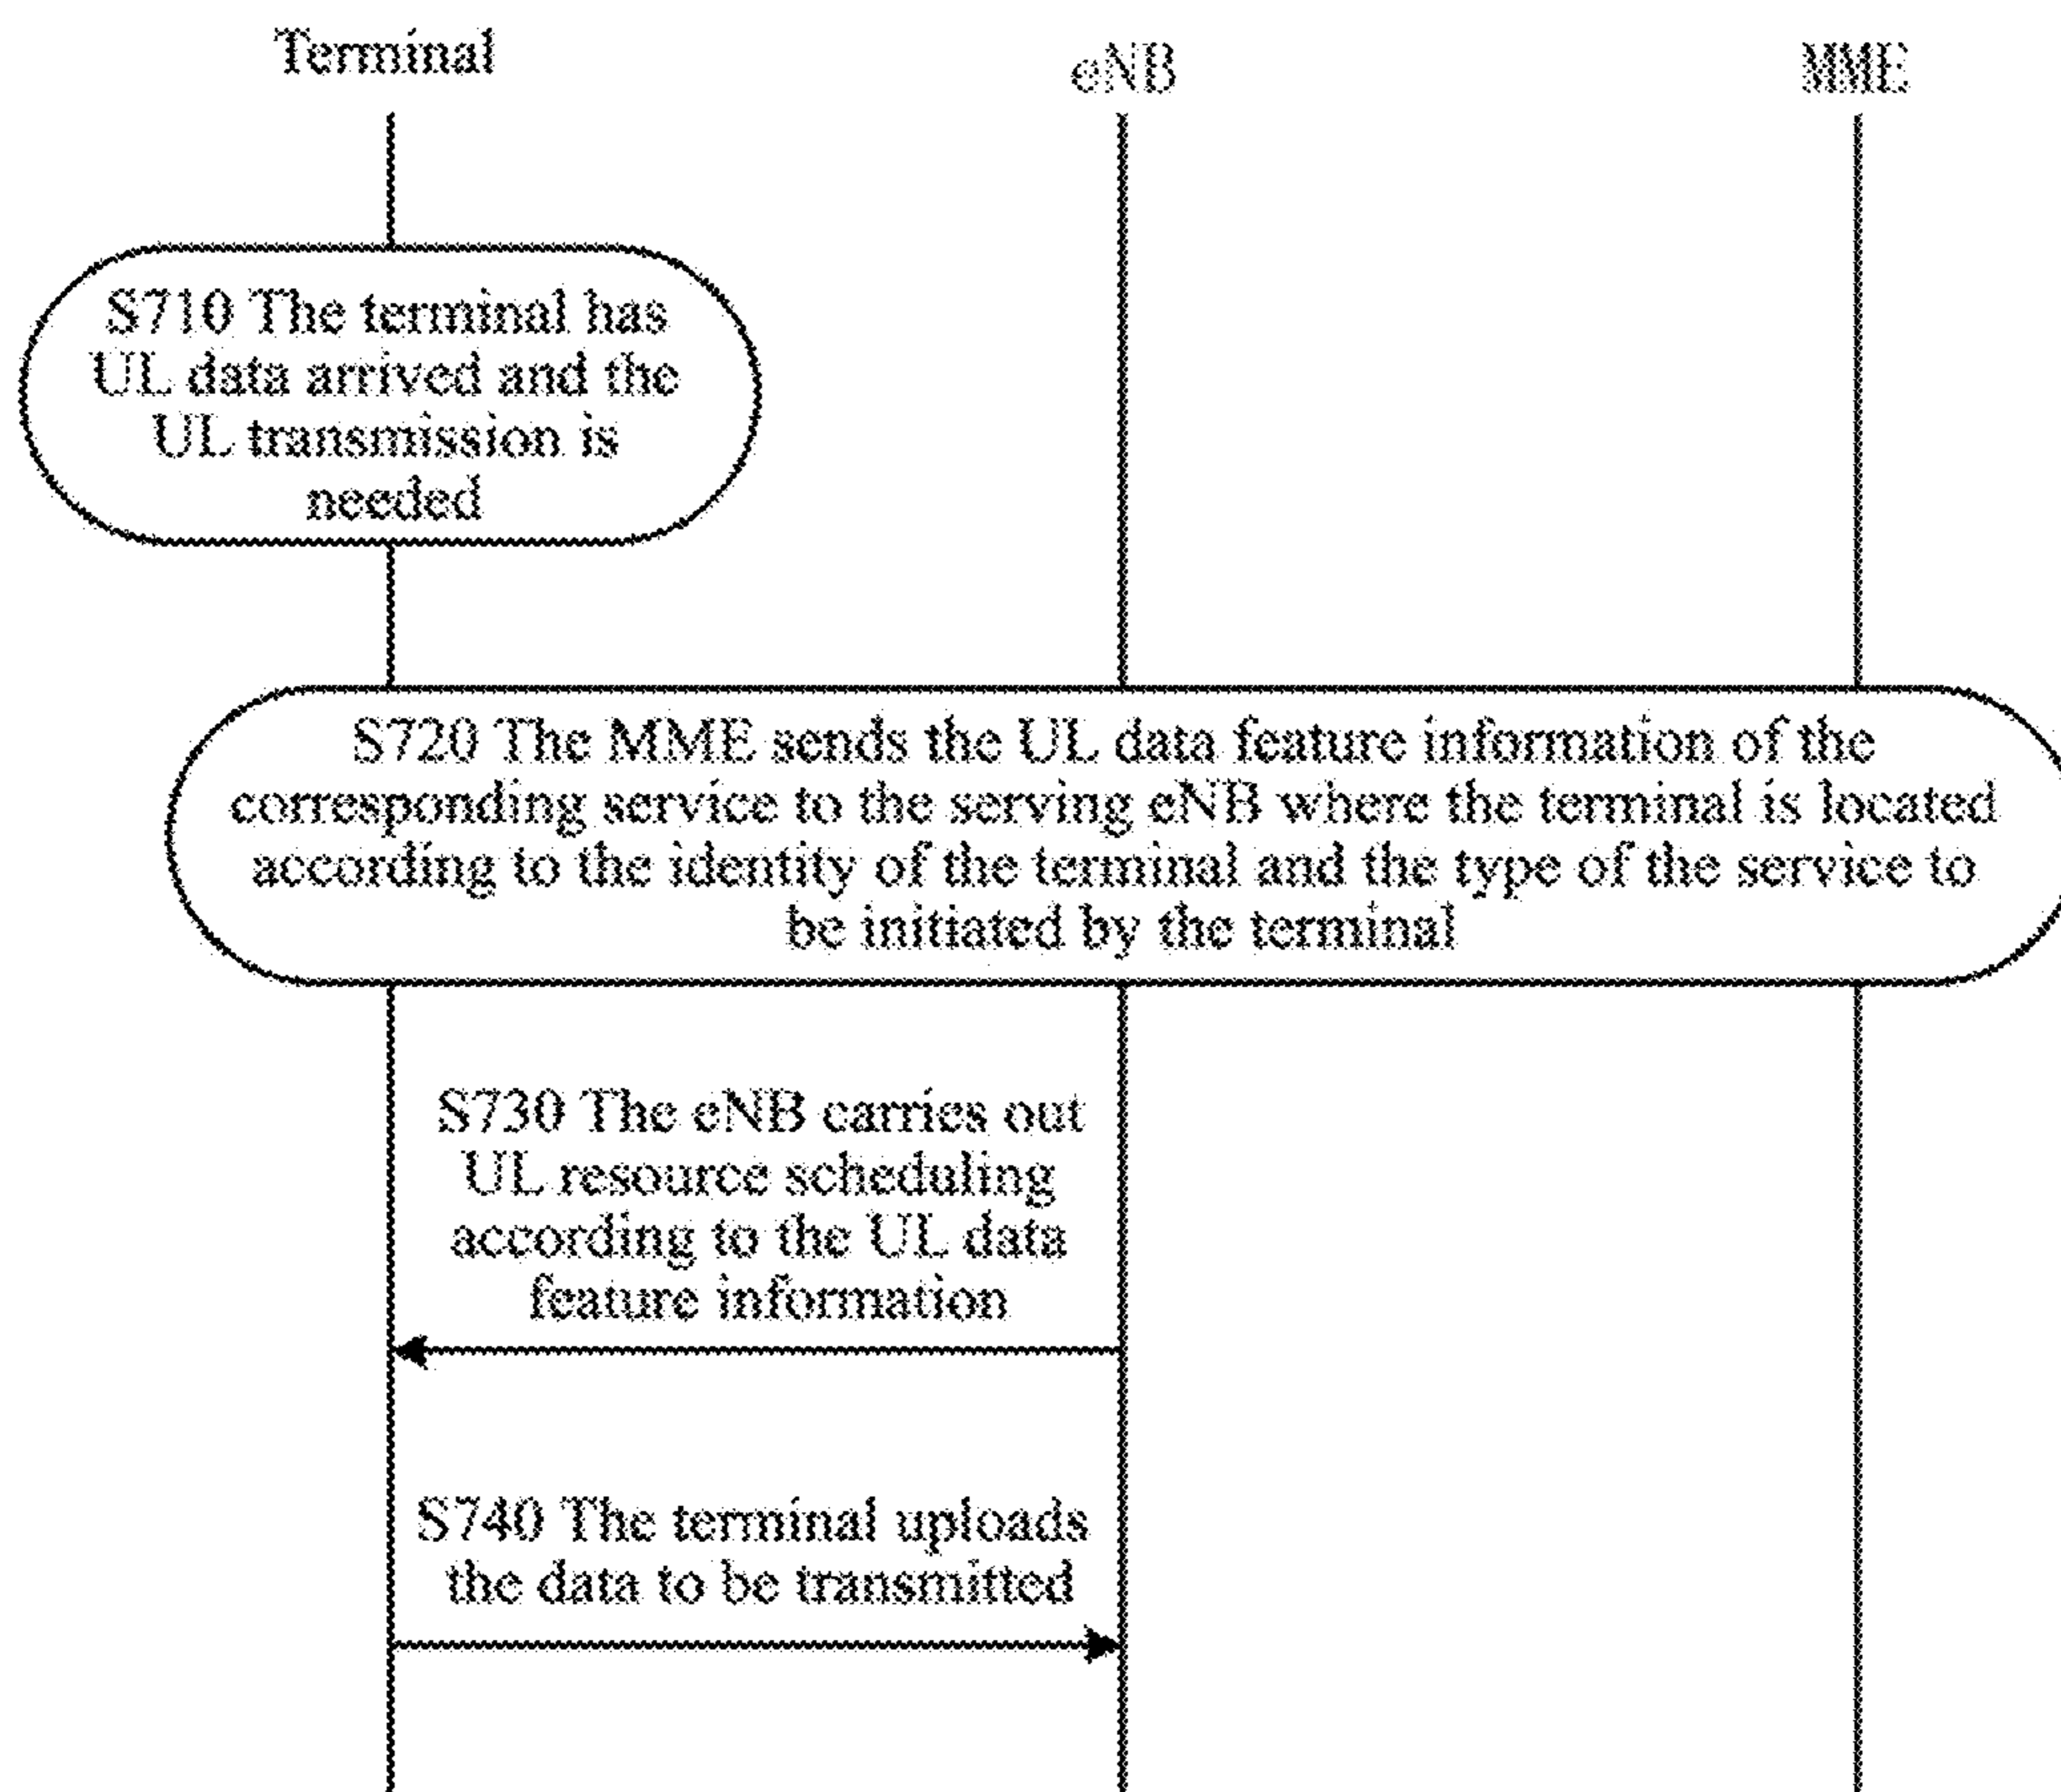 Terminal
eNB
MME
S710 The terminal has
UL data arrived and the
UL transmission is
needed
S720 The MME sends the UL data feature information of the
corresponding service to the serving eNB where the terminal is located
according to the identity of the terminal and the type of the service to
be initiated by the terminal
S730 The eNB carries out
UL resource scheduling
according to the UL data
feature information
S740 The terminal uploads
the data to be transmitted